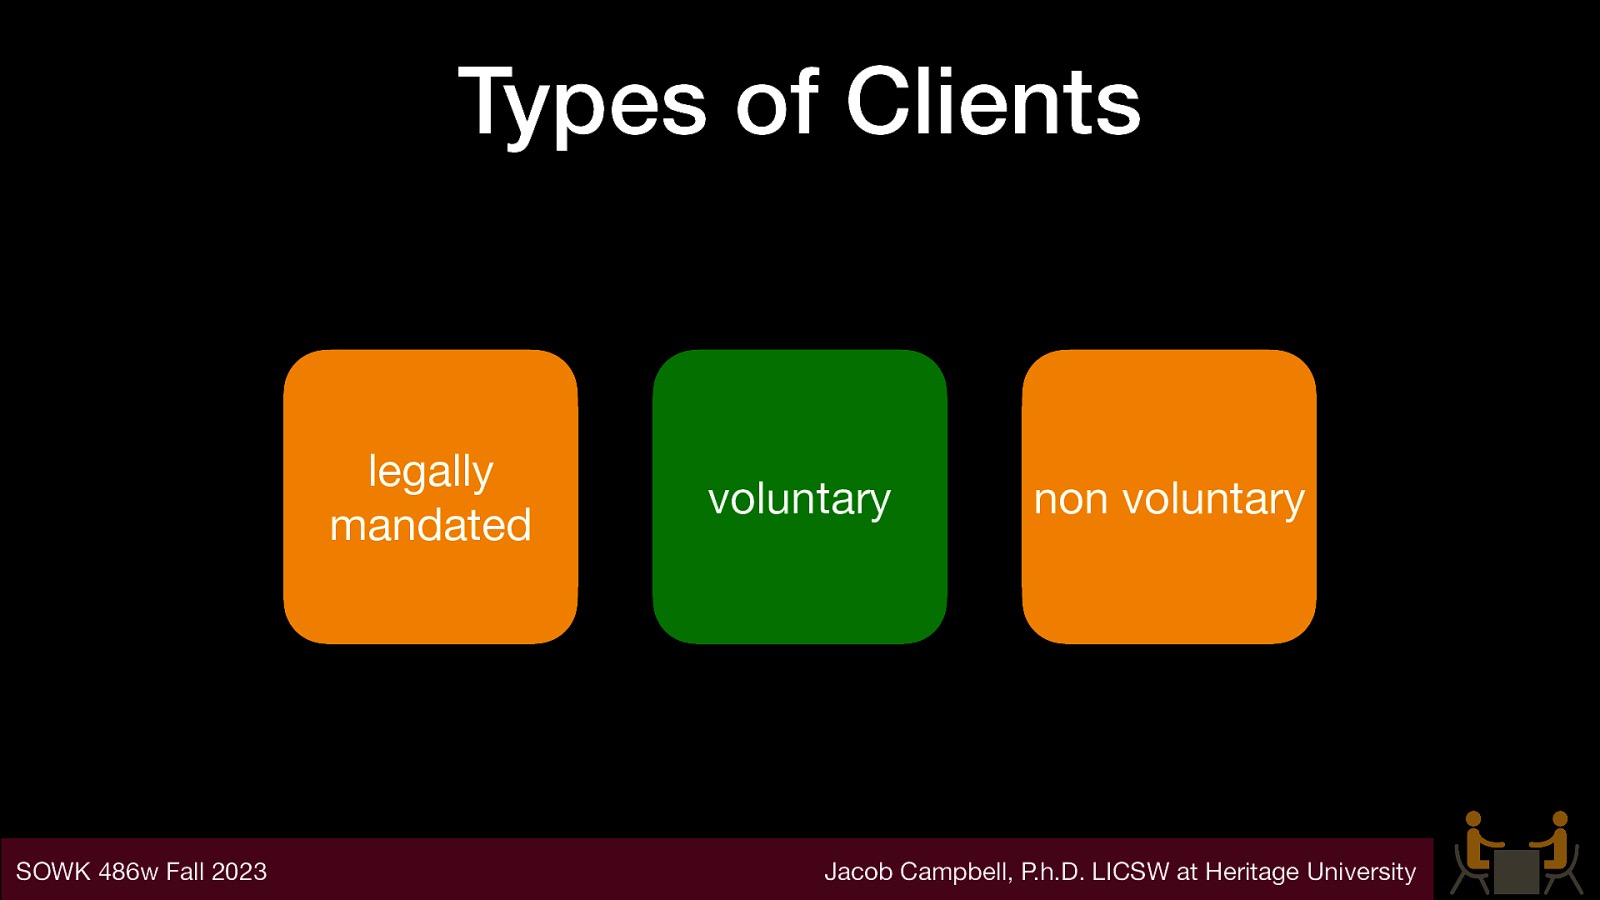 Types of Clients
legally
mandated
voluntary
non voluntary
SOWK 486w Fall 2023
Jacob Campbell, P.h.D. LICSW at Heritage University